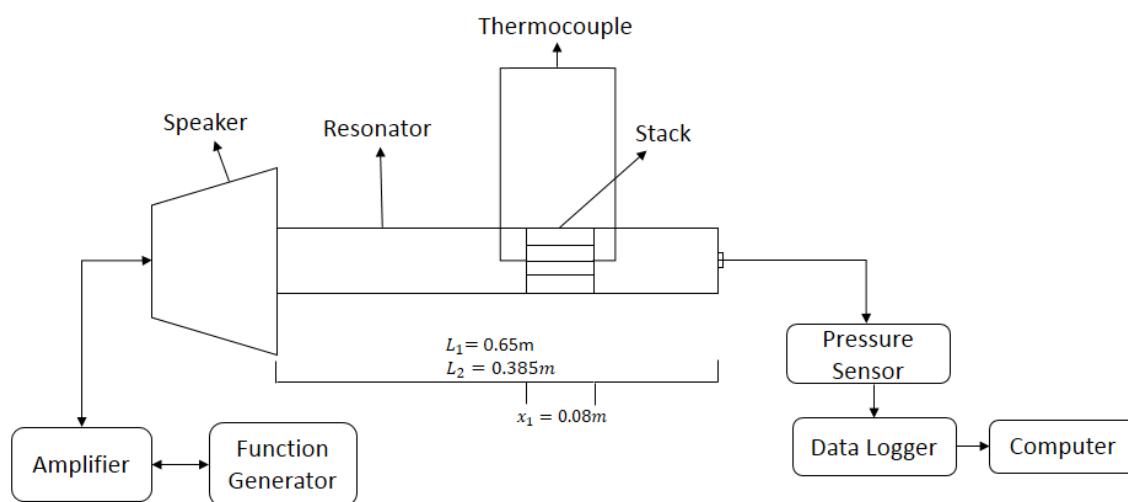 Thermocouple
Speaker
Resonator
Stack
L₁= 0.65m
L₂ = 0.385m
x₁ = 0.08m
Pressure
Sensor
Amplifier
Function
Generator
Data Logger
Computer